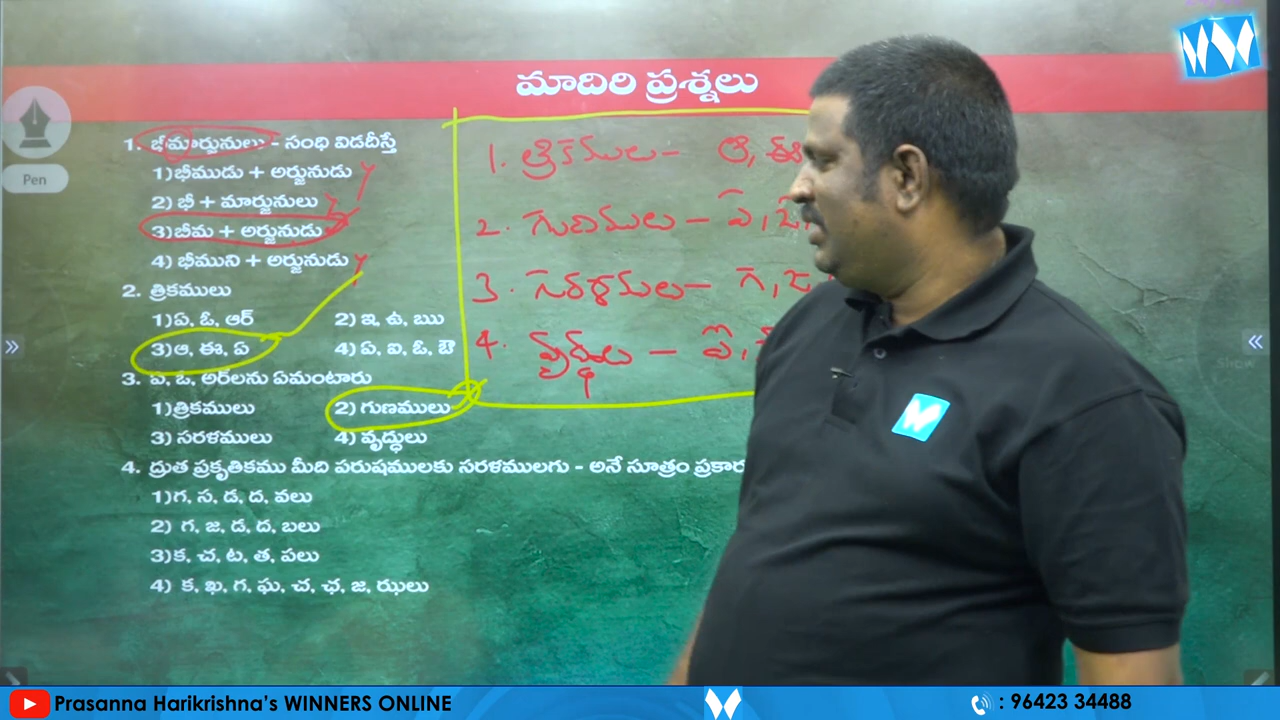 మాదిరి ప్రశ్నలు
1. భీమార్జునులు - సంధి విడదీస్తే
1) భీముడు + అర్జునుడు
2) భీ + మార్జునులు
3) భీమ + అర్జునుడు
4) భీముని + అర్జునుడు
2. త్రికములు
1) ఏ, ఓ, ఆర్ 2) ఇ, ఉ, ఋ
3) ఆ, ఈ, ఏ 4) ఏ, ఐ, ఓ, ఔ
3. ఏ, ఓ, అర్‌లను ఏమంటారు
1) త్రికములు 2) గుణములు
3) సరళములు 4) వృద్ధులు
4. ద్రుత ప్రకృతికము మీది పరుషములకు సరళములగు - అనే సూత్రం
1) గ, స, డ, ద, వలు
2) గ, జ, డ, ద, బలు
3) క, చ, ట, త, పలు
4) క, ఖ, గ, ఘ, చ, ఛ, జ, ఝలు
1. త్రికముల - ఆ, ఈ
2. గుణముల - ఏ, ఓ,
3. సరళముల - గ, జ
4. వృద్ధుల - ఐ,
Pen
Show
W
Prasanna Harikrishna's WINNERS ONLINE
: 96423 34488